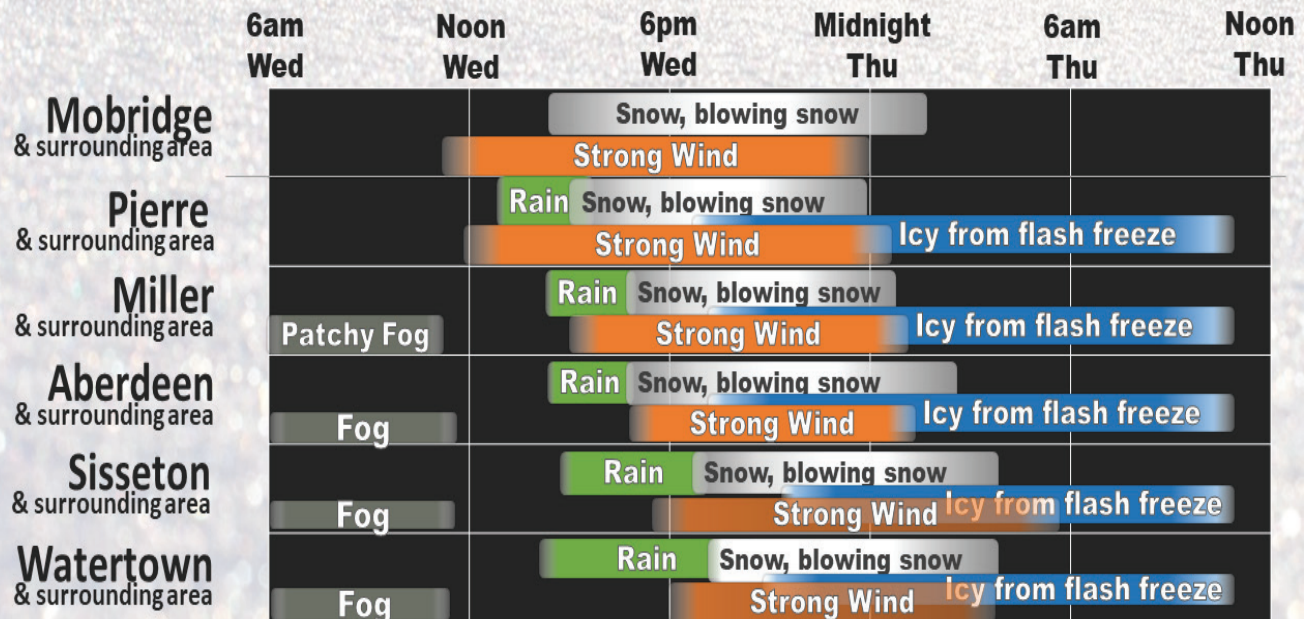 6am Noon 6pm Midnight 6am Noon
Wed Wed Wed Thu Thu Thu
Mobridge
& surrounding area
Snow, blowing snow
Strong Wind
Pierre
& surrounding area
Rain Snow, blowing snow
Icy from flash freeze
Strong Wind
Miller
& surrounding area
Rain Snow, blowing snow
Icy from flash freeze
Patchy Fog Strong Wind
Aberdeen
& surrounding area
Rain Snow, blowing snow
Icy from flash freeze
Fog Strong Wind
Sisseton
& surrounding area
Rain Snow, blowing snow
Icy from flash freeze
Fog Strong Wind
Watertown
& surrounding area
Rain Snow, blowing snow
Icy from flash freeze
Fog Strong Wind